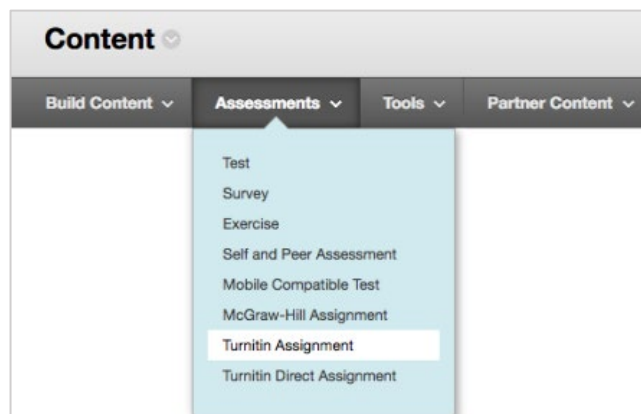 Content
Build Content Assessments Tools Partner Content
Test
Survey
Exercise
Self and Peer Assessment
Mobile Compatible Test
McGraw-Hill Assignment
Turnitin Assignment
Turnitin Direct Assignment